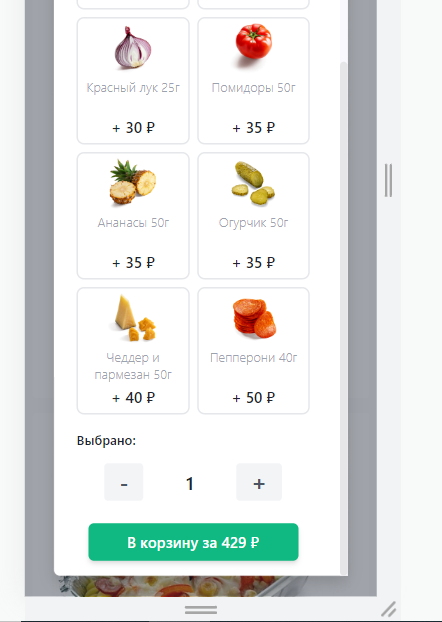 Красный лук 25г
Помидоры 50г
+ 30 ₽
+ 35 ₽
Ананасы 50г
Огурчик 50г
+ 35 ₽
+ 35 ₽
Чеддер и
пармезан 50г
Пепперони 40г
+ 40 ₽
+ 50 ₽
Выбрано:
- 1 +
В корзину за 429 ₽